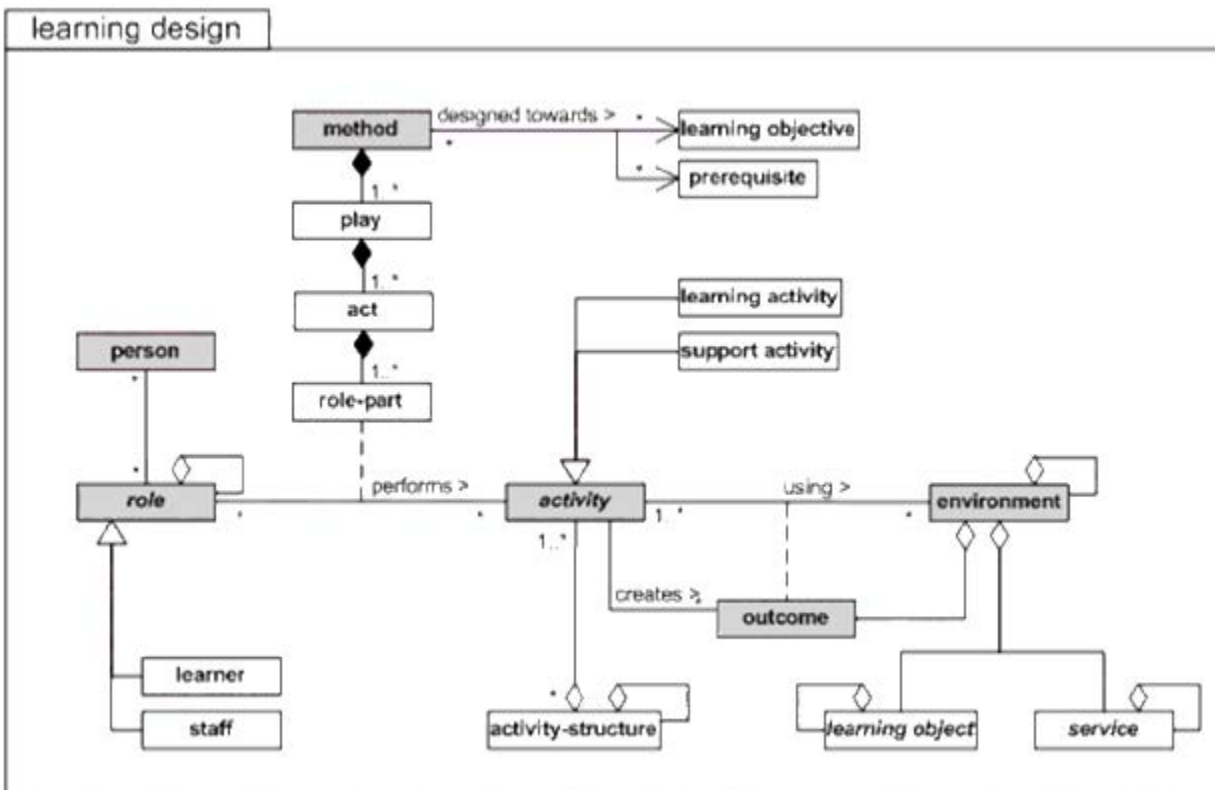 learning design
method
designed towards >
*
*
learning objective
*
prerequisite
1..*
play
1..*
act
1..*
role-part
learning activity
support activity
person
*
*
role
*
performs >
*
activity
1..*
using >
*
environment
1..*
creates >
*
outcome
learner
staff
*
activity-structure
learning object
service